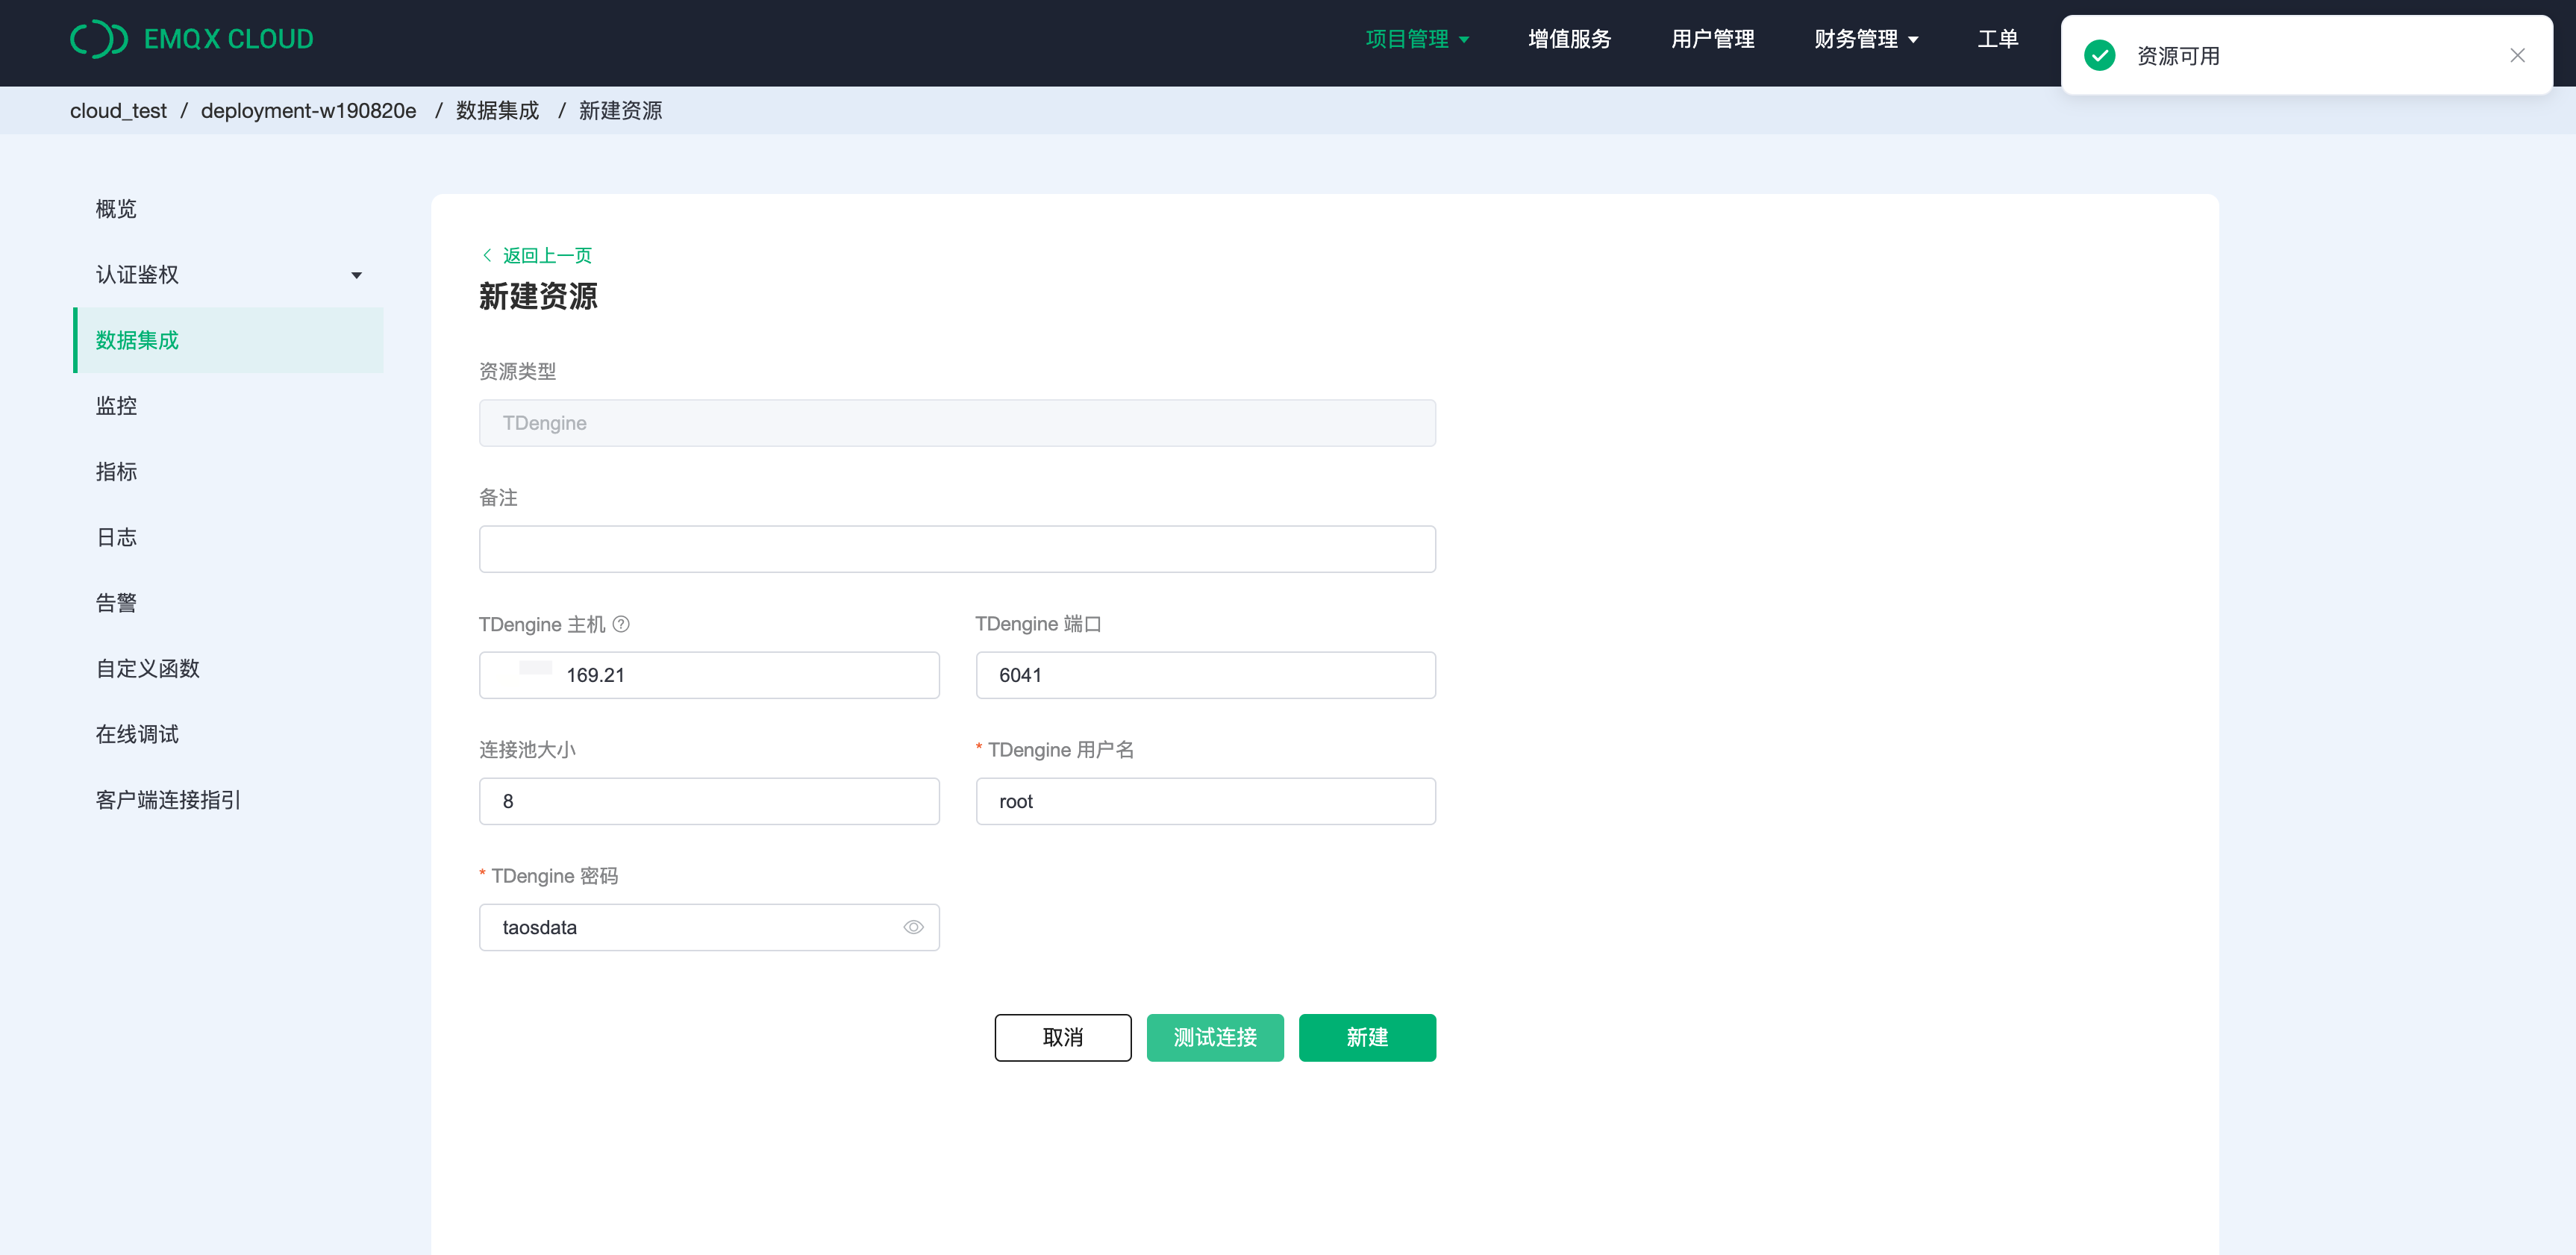 EMQX CLOUD
项目管理
增值服务
用户管理
财务管理
工单
资源可用
cloud_test / deployment-w190820e / 数据集成 / 新建资源
概览
认证鉴权
数据集成
监控
指标
日志
告警
自定义函数
在线调试
客户端连接指引
返回上一页
新建资源
资源类型
TDengine
备注
TDengine 主机
TDengine 端口
169.21
6041
连接池大小
* TDengine 用户名
8
root
* TDengine 密码
taosdata
取消
测试连接
新建